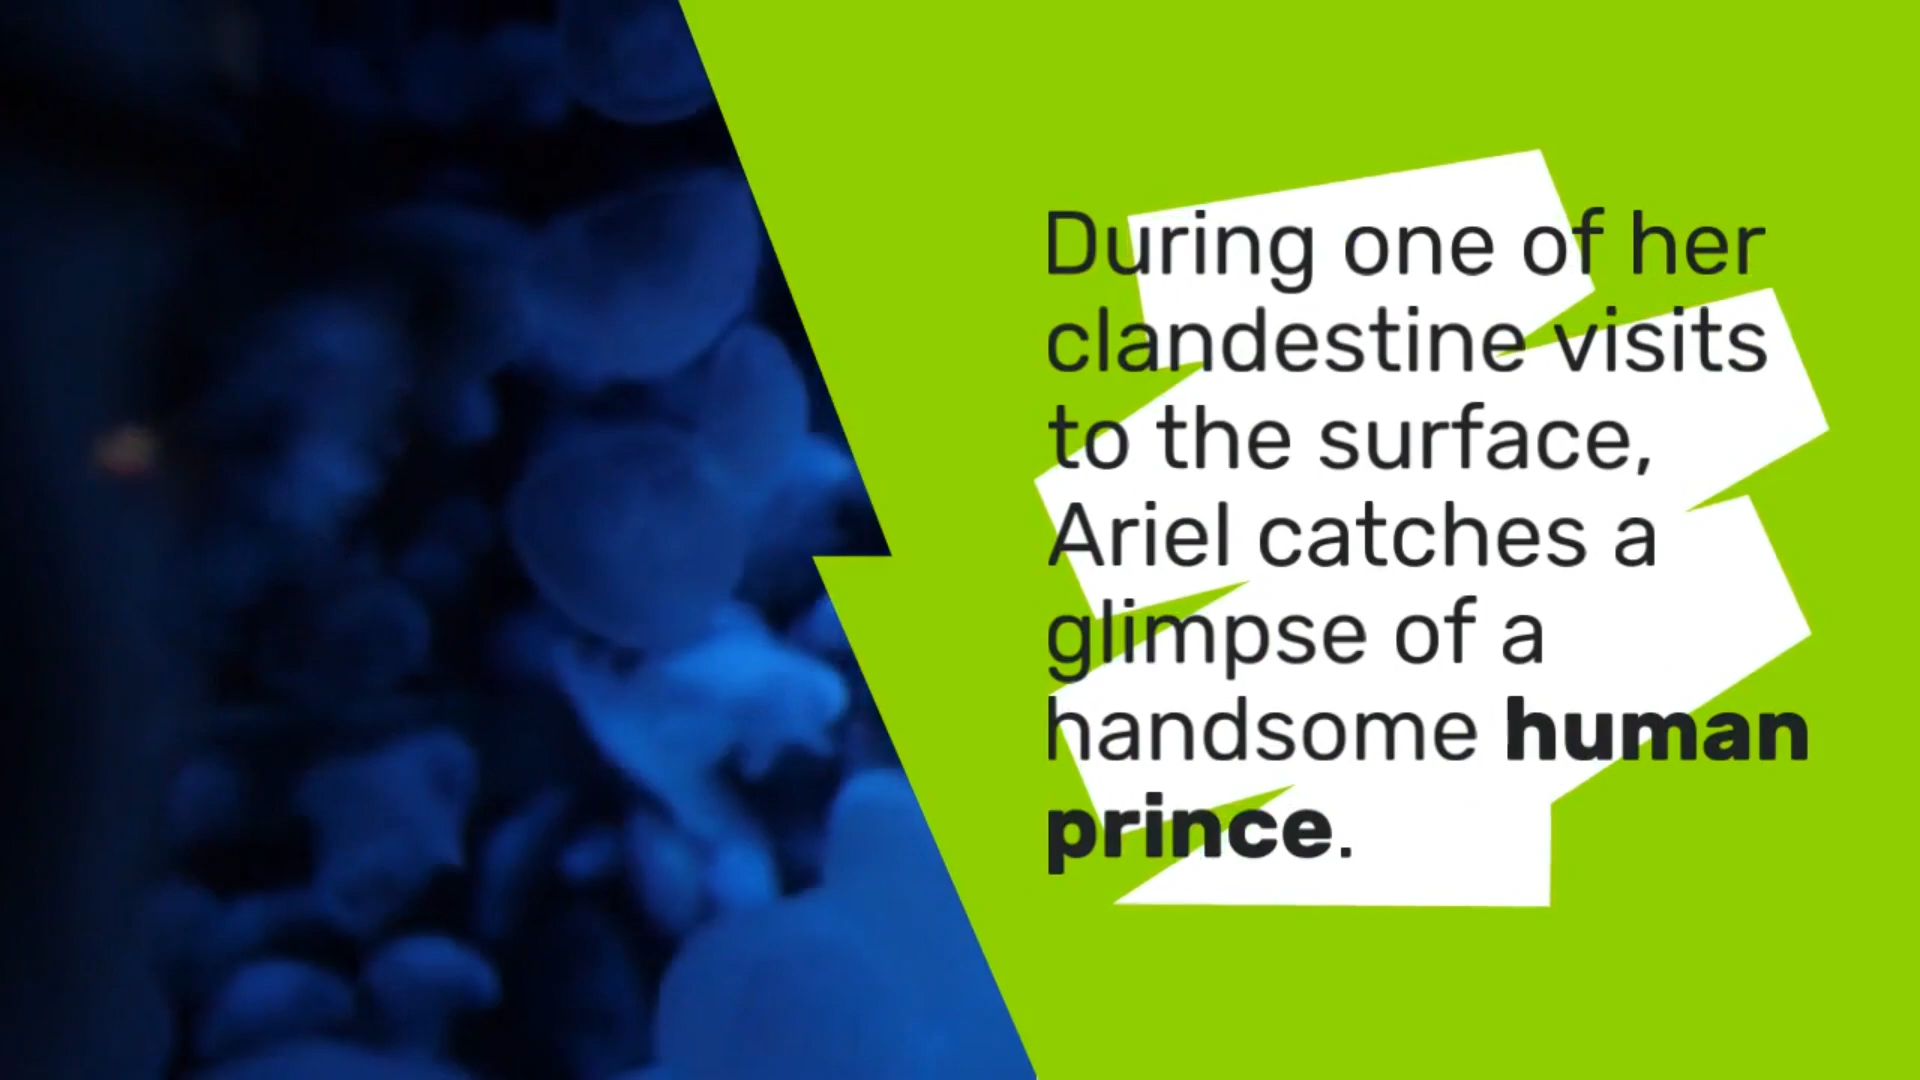 During one of her
clandestine visits
to the surface,
Ariel catches a
glimpse of a
handsome human
prince.